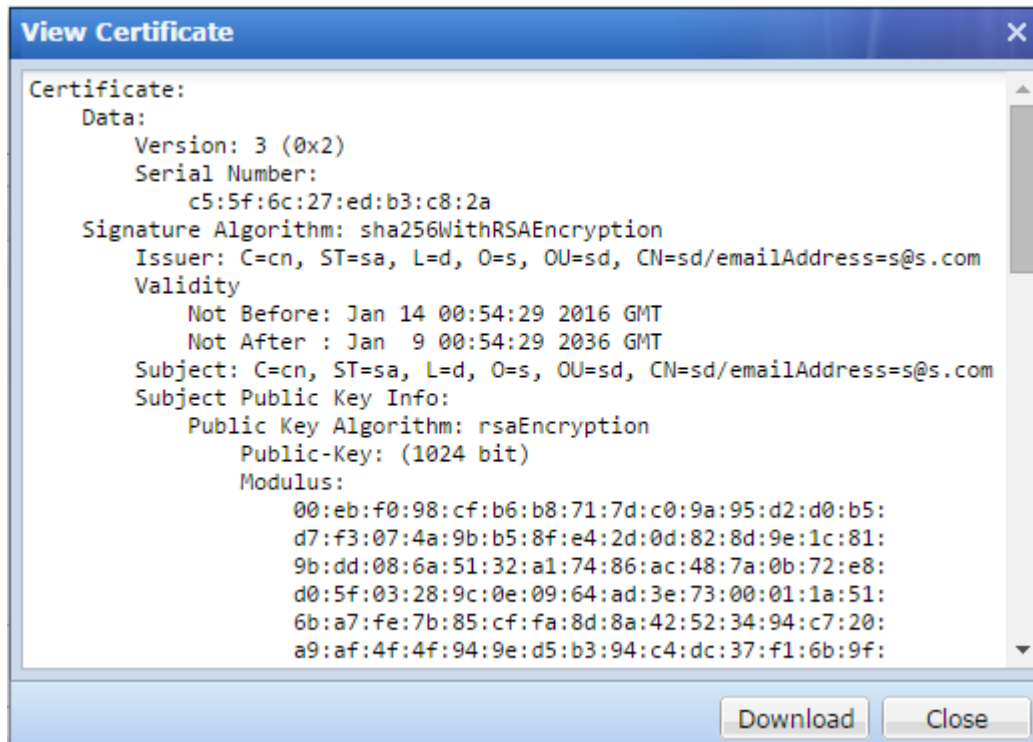 View Certificate
Certificate:
Data:
Version: 3 (0x2)
Serial Number:
c5:5f:6c:27:ed:b3:c8:2a
Signature Algorithm: sha256WithRSAEncryption
Issuer: C=cn, ST=sa, L=d, O=s, OU=sd, CN=sd/emailAddress=s@s.com
Validity
Not Before: Jan 14 00:54:29 2016 GMT
Not After : Jan  9 00:54:29 2036 GMT
Subject: C=cn, ST=sa, L=d, O=s, OU=sd, CN=sd/emailAddress=s@s.com
Subject Public Key Info:
Public Key Algorithm: rsaEncryption
Public-Key: (1024 bit)
Modulus:
00:eb:f0:98:cf:b6:b8:71:7d:c0:9a:95:d2:d0:b5:
d7:f3:07:4a:9b:b5:8f:e4:2d:0d:82:8d:9e:1c:81:
9b:dd:08:6a:51:32:a1:74:86:ac:48:7a:0b:72:e8:
d0:5f:03:28:9c:0e:09:64:ad:3e:73:00:01:1a:51:
6b:a7:fe:7b:85:cf:fa:8d:8a:42:52:34:94:c7:20:
a9:af:4f:4f:94:9e:d5:b3:94:c4:dc:37:f1:6b:9f:
Download Close